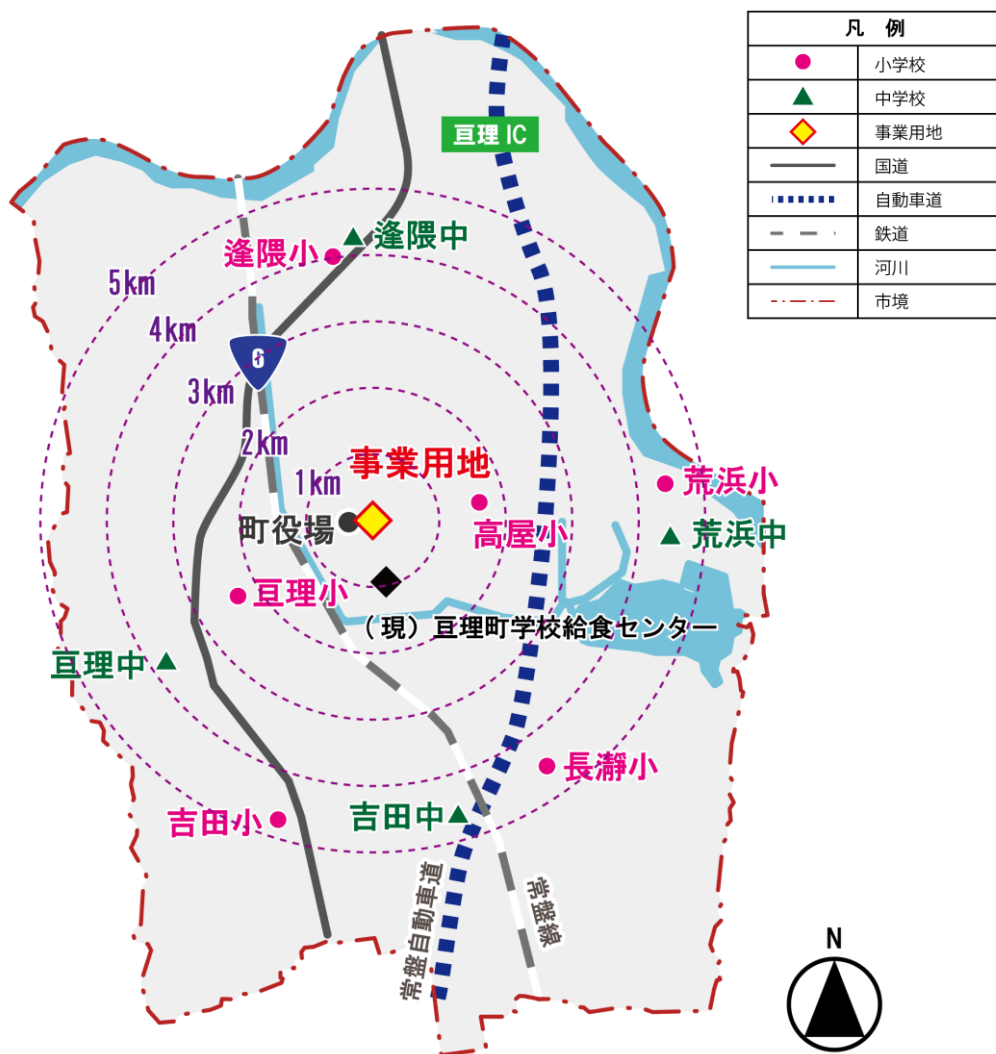 凡 例
小学校
中学校
事業用地
国道
自動車道
鉄道
河川
市境
亘理IC
逢隈中
逢隈小
5km
4km
6
3km
2km
1km
事業用地
荒浜小
高屋小
町役場
荒浜中
亘理小
(現)亘理町学校給食センター
亘理中
長瀞小
吉田小
吉田中
常盤自動車道
常盤線
N